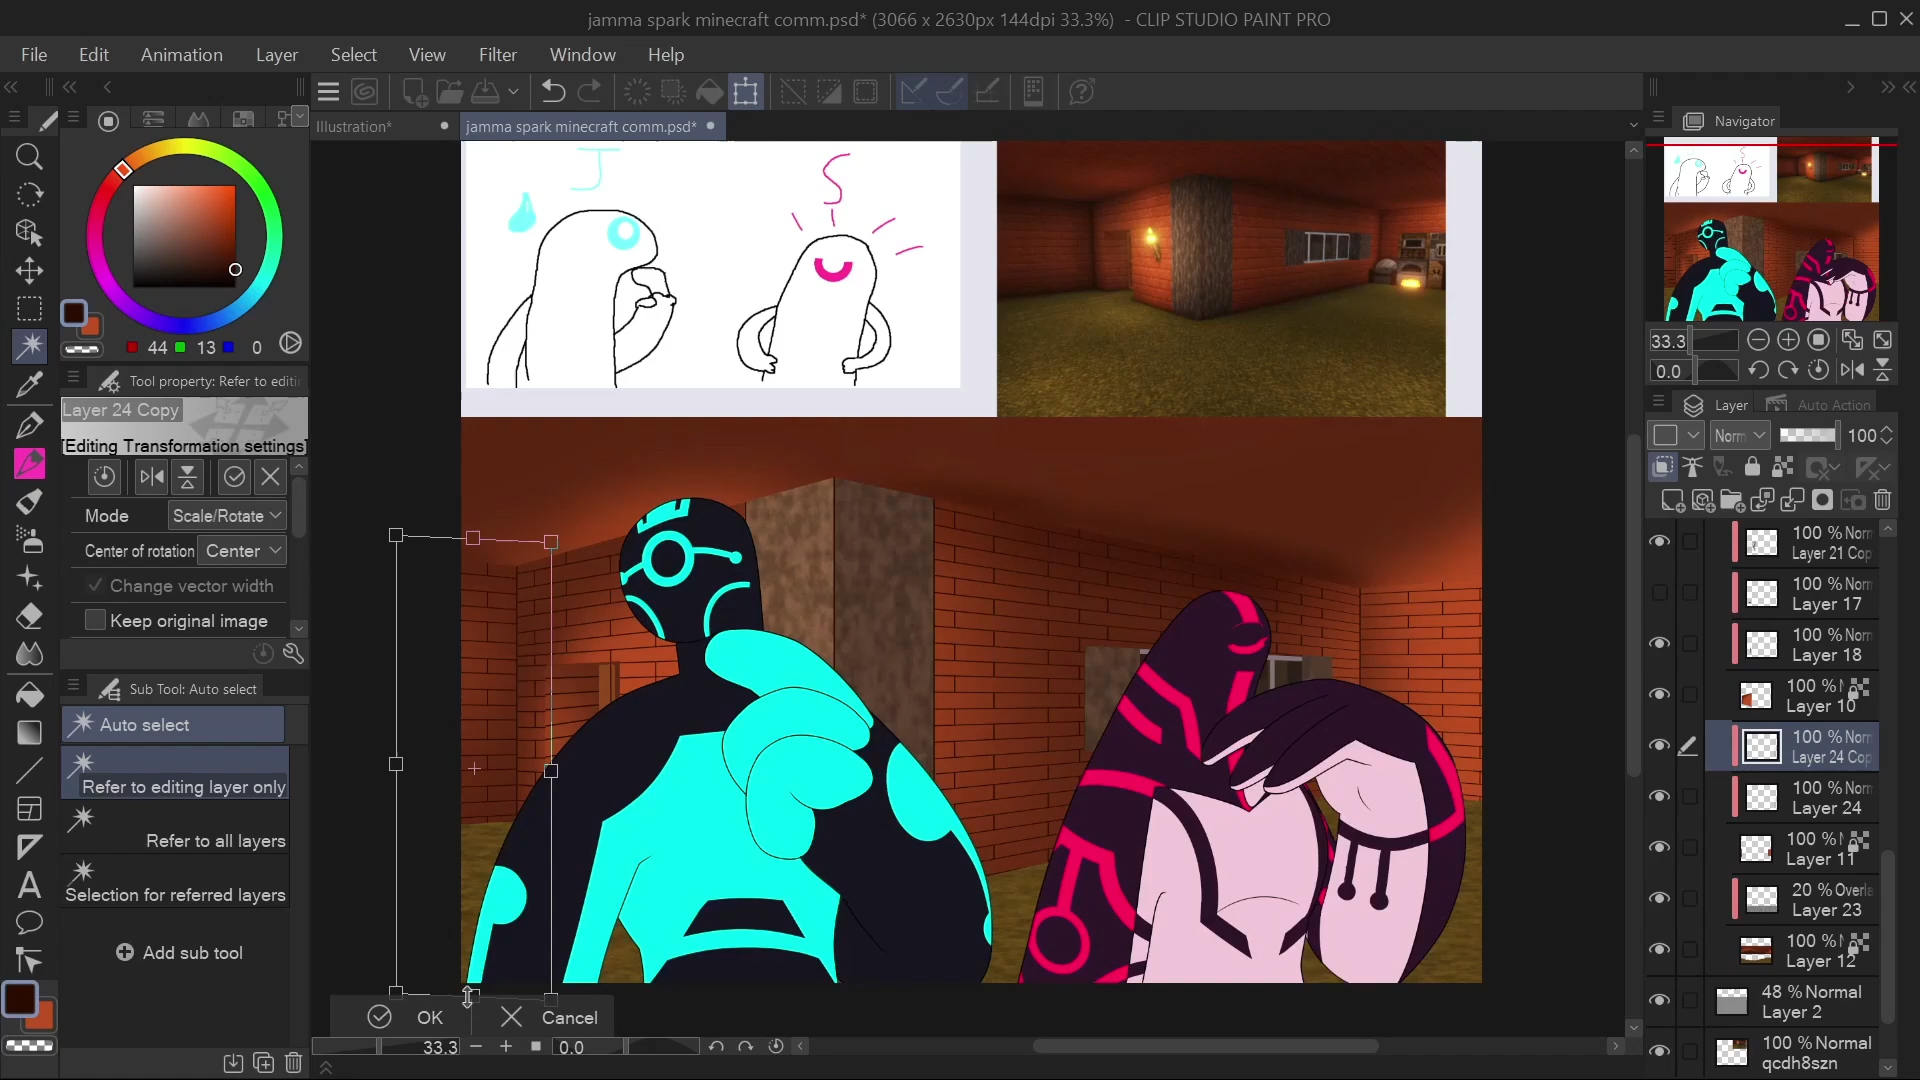 jamma spark minecraft comm.psd* (3066 x 2630px 144dpi 33.3%)  - CLIP STUDIO PAINT PRO
File Edit Animation Layer Select View Filter Window Help
Illustration*
jamma spark minecraft comm.psd*
Navigator
J
S
33.3
0.0
44 13 0
Tool property: Refer to editi
Layer 24 Copy
[Editing Transformation settings]
Mode Scale/Rotate
Center of rotation Center
Change vector width
Keep original image
Sub Tool: Auto select
Auto select
Refer to editing layer only
Refer to all layers
Selection for referred layers
Add sub tool
Layer Auto Action
Norm 100
100 % Norn
Layer 21 Cop
100 % Norn
Layer 17
100 % Norn
Layer 18
100 %
Layer 10
100 % Norn
Layer 24 Cop
100 % Norn
Layer 24
100 %
Layer 11
20 % Overla
Layer 23
100 %
Layer 12
48 % Normal
Layer 2
100 % Normal
qcdh8szn
OK Cancel
33.3 0.0